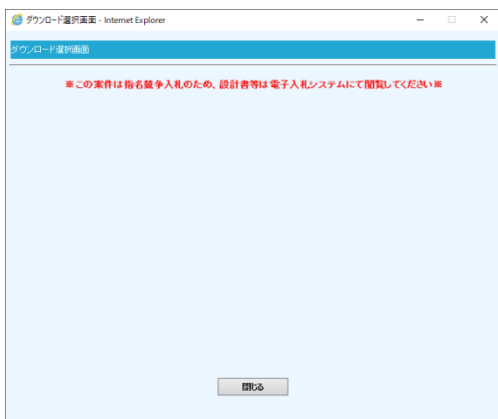 ダウンロード選択画面 - Internet Explorer
ダウンロード選択画面
※この案件は指名競争入札のため、設計書等は電子入札システムにて閲覧してください※
閉じる